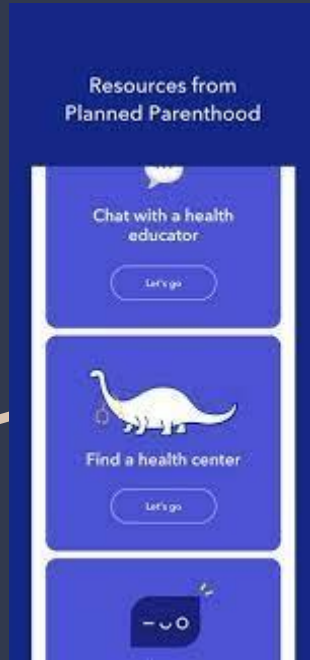 Resources from
Planned Parenthood
Chat with a health
educator
Let's go
Find a health center
Let's go